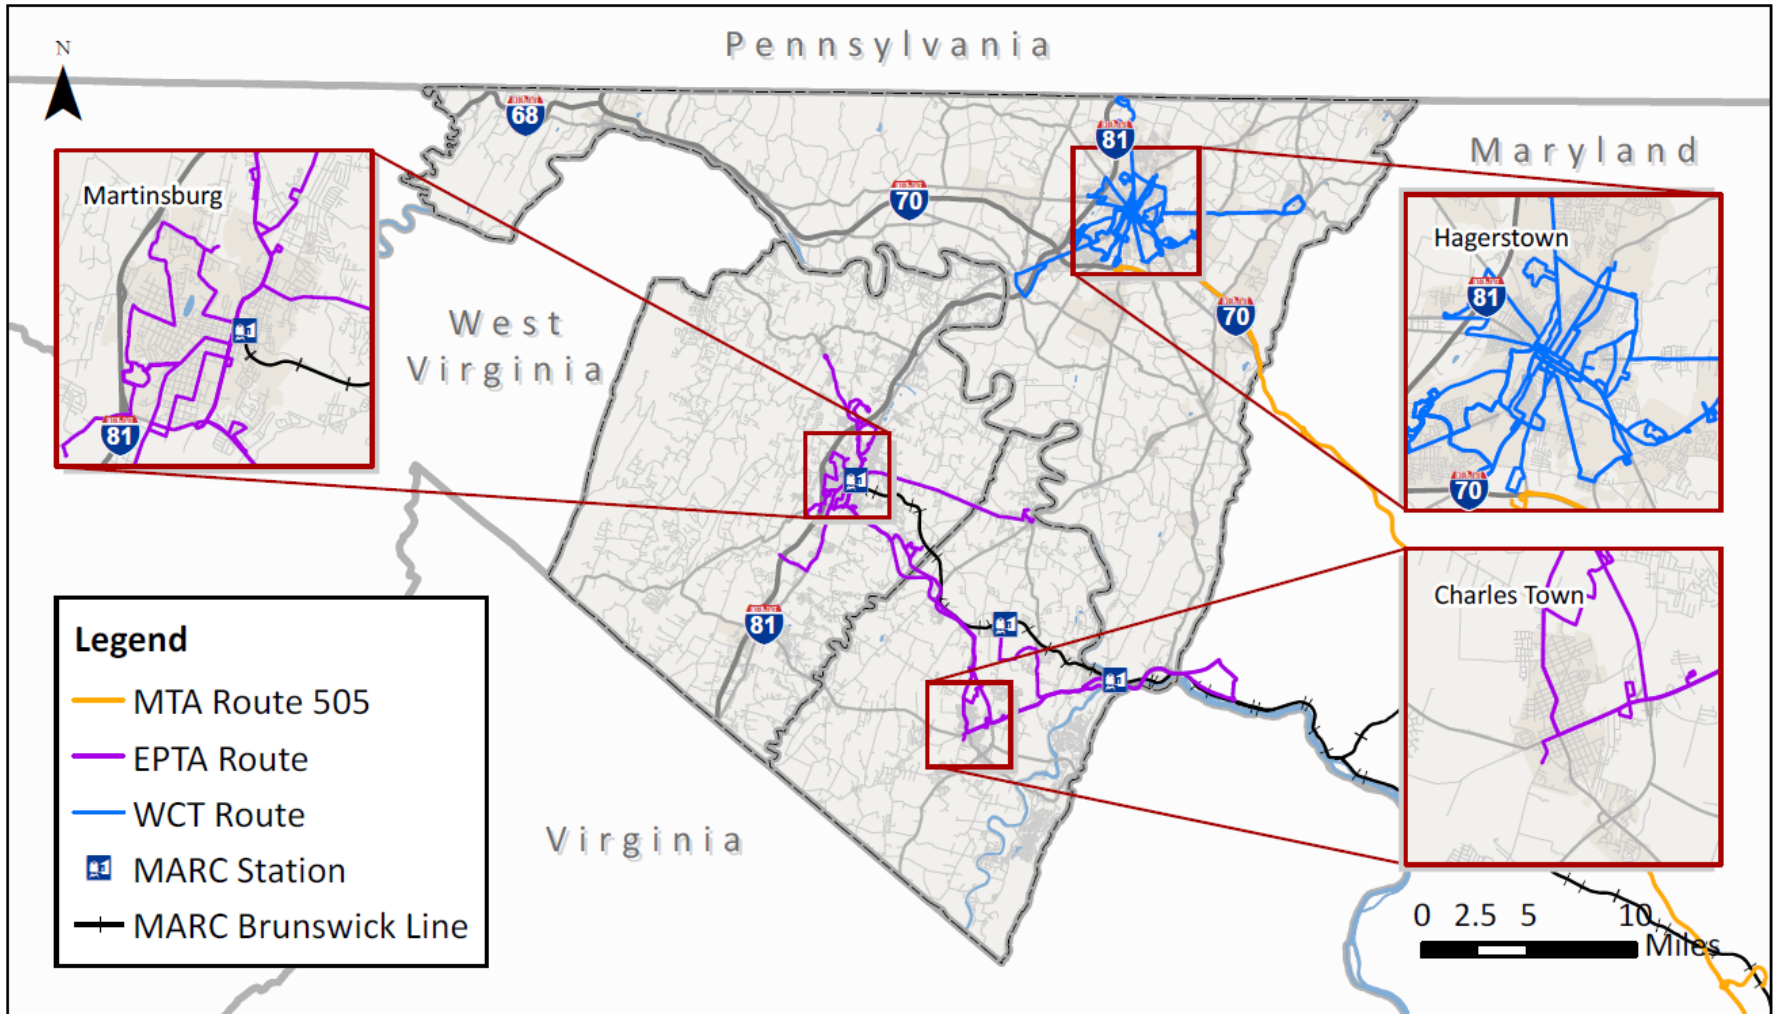 Pennsylvania
N
68
81
Maryland
Martinsburg
70
Hagerstown
81
West
Virginia
70
81
81
70
Charles Town
81
Legend
MTA Route 505
EPTA Route
WCT Route
MARC Station
MARC Brunswick Line
Virginia
0 2.5 5 10
Miles